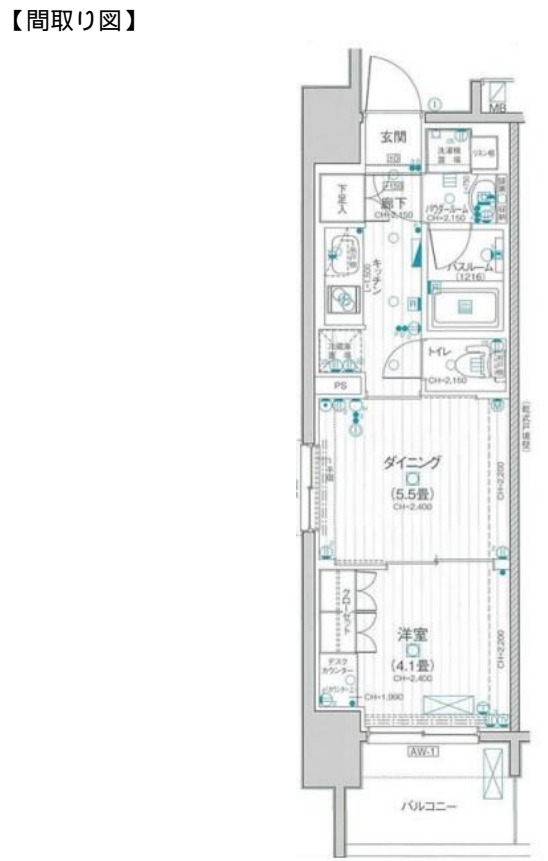 【間取り図】
MB
玄関
洗濯機
置場
リネン棚
下
足
入
廊下
CH=2,150
パウダールーム
CH=2,150
キッチン
バスルーム
(1216)
冷蔵庫
置場
トイレ
CH=2,150
PS
ダイニング
(5.5畳)
CH=2,400
CH=2,200
クローゼット
洋室
(4.1畳)
CH=2,400
CH=2,200
デスク
カウンター
CH=1,990
AW-1
バルコニー